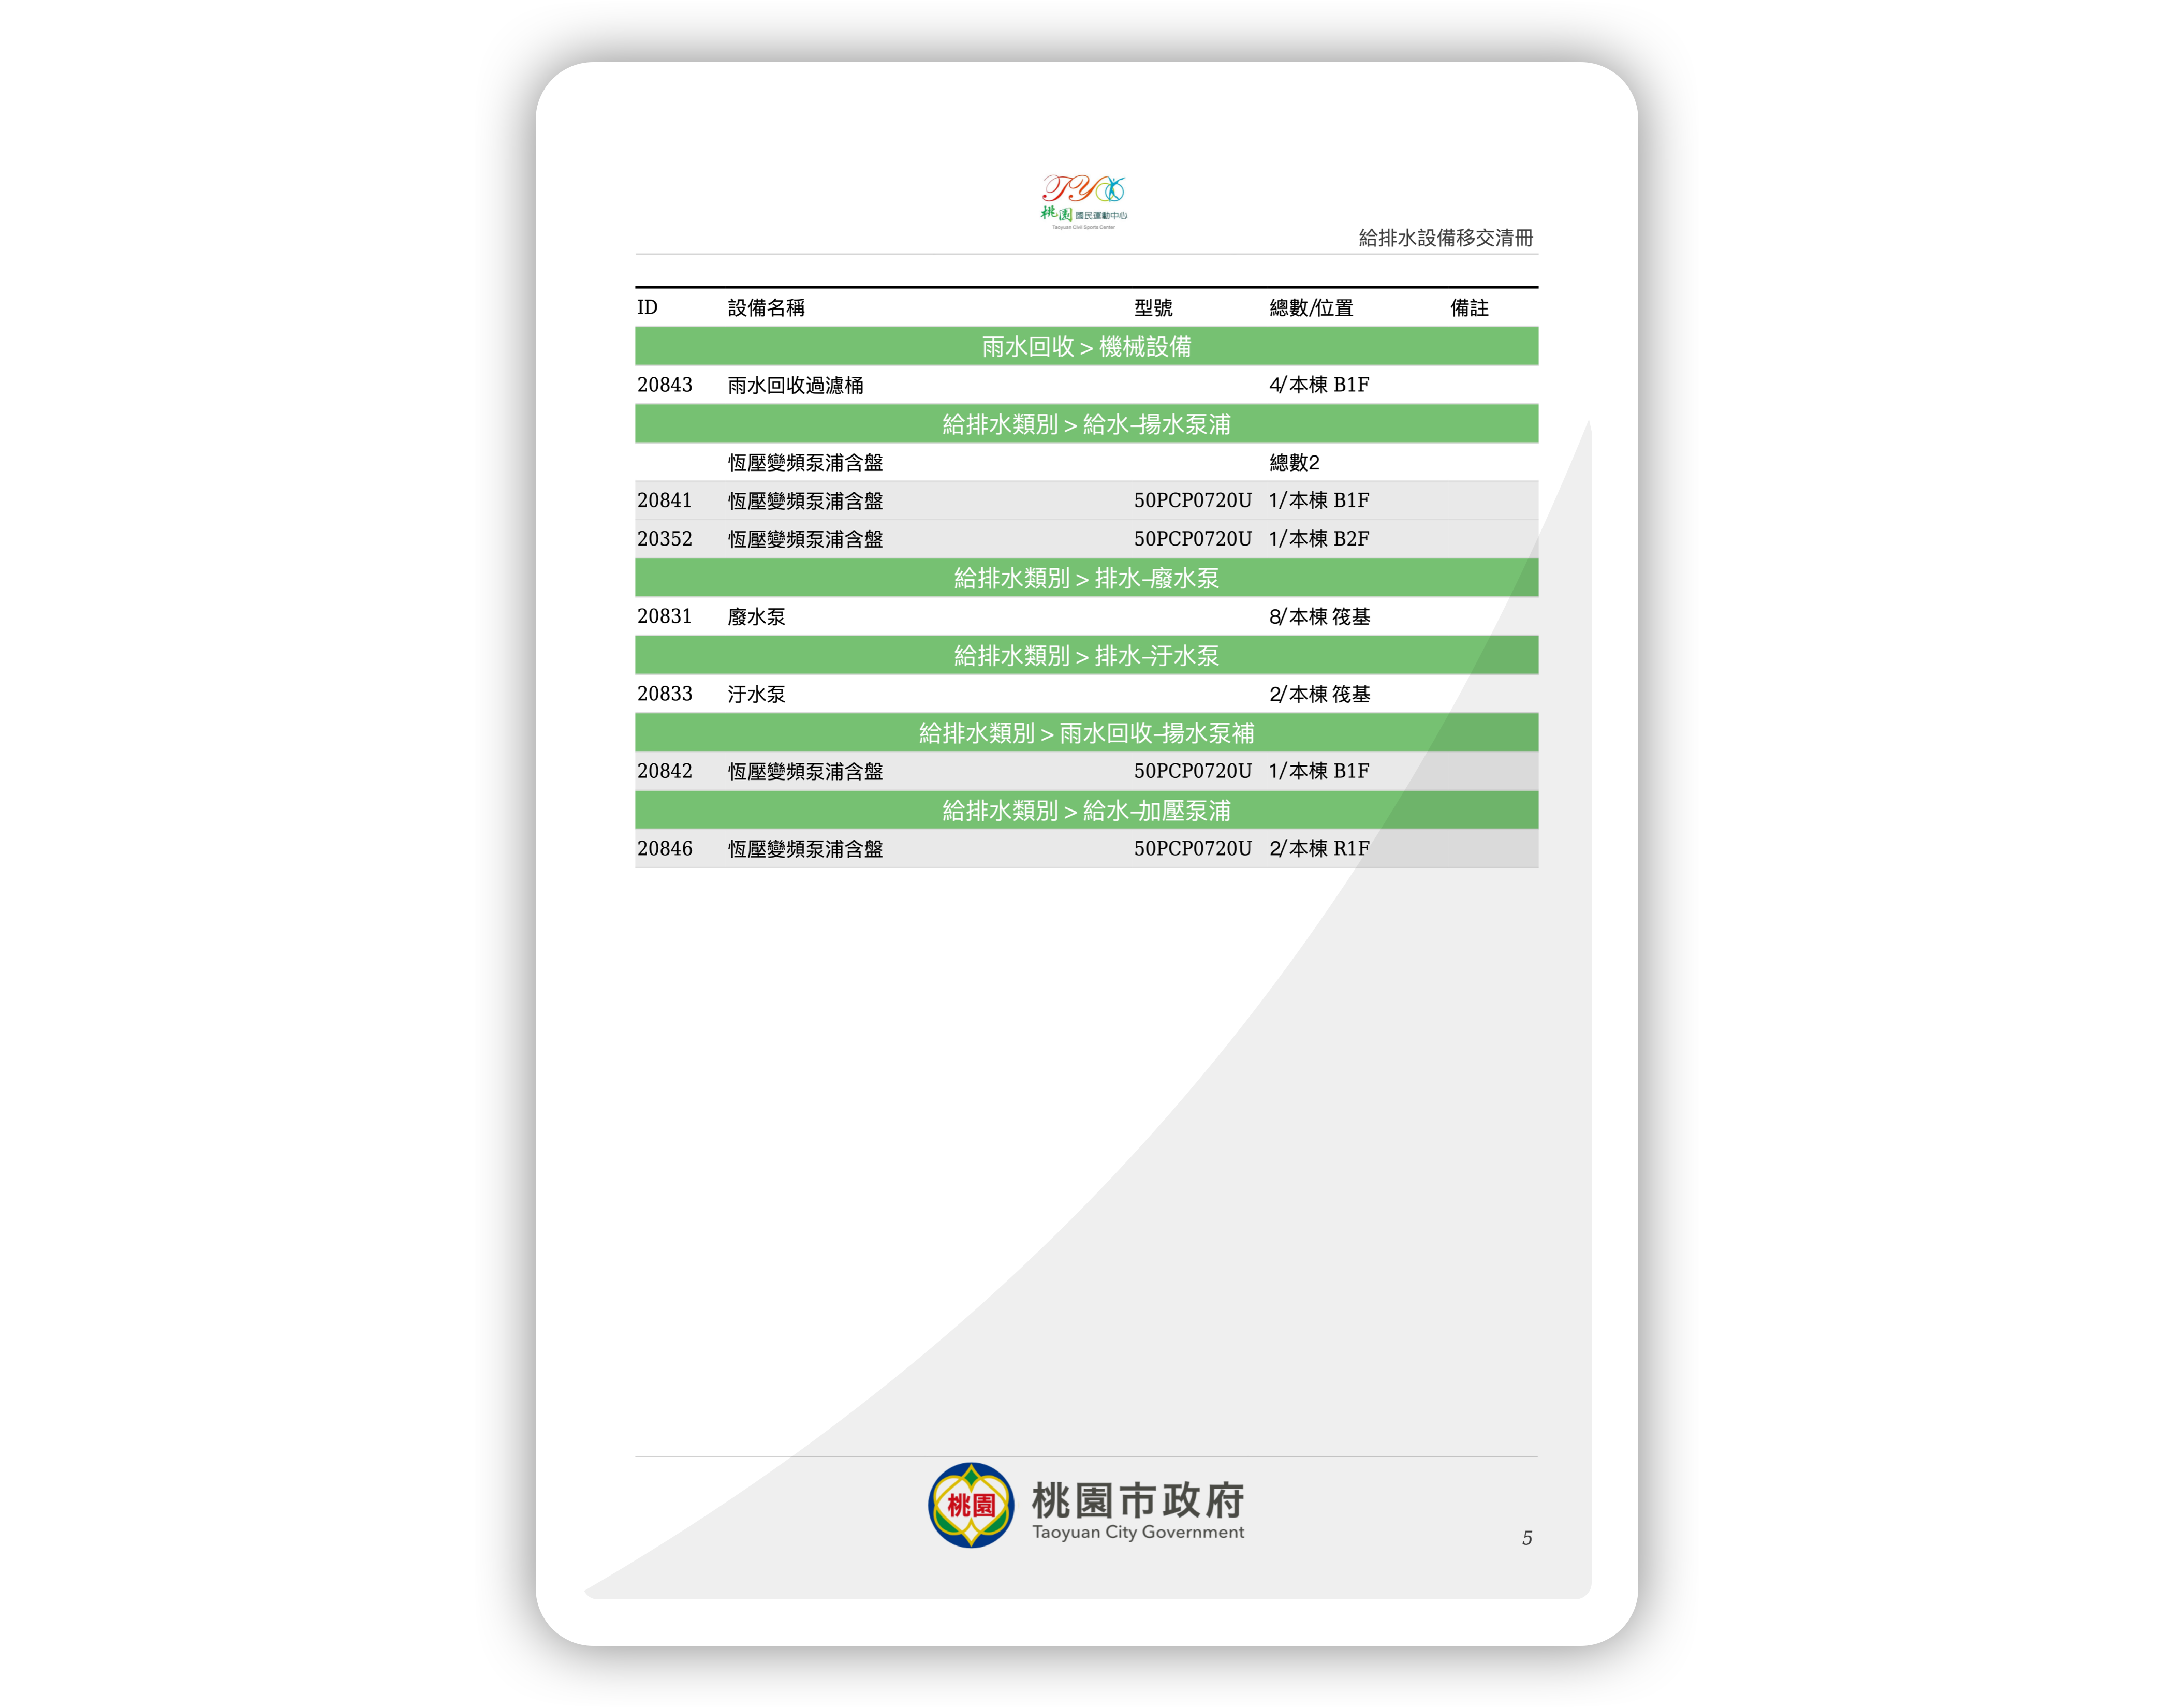 TYC
桃園 國民運動中心
Taoyuan Civil Sports Center
給排水設備移交清冊
ID 設備名稱 型號 總數/位置 備註
雨水回收 > 機械設備
20843 雨水回收過濾桶 4/本棟 B1F
給排水類別 > 給水–揚水泵浦
恆壓變頻泵浦含盤 總數2
20841 恆壓變頻泵浦含盤 50PCP0720U 1/本棟 B1F
20352 恆壓變頻泵浦含盤 50PCP0720U 1/本棟 B2F
給排水類別 > 排水–廢水泵
20831 廢水泵 8/本棟 筏基
給排水類別 > 排水–汙水泵
20833 汙水泵 2/本棟 筏基
給排水類別 > 雨水回收–揚水泵補
20842 恆壓變頻泵浦含盤 50PCP0720U 1/本棟 B1F
給排水類別 > 給水–加壓泵浦
20846 恆壓變頻泵浦含盤 50PCP0720U 2/本棟 R1F
桃園
桃園市政府
Taoyuan City Government
5